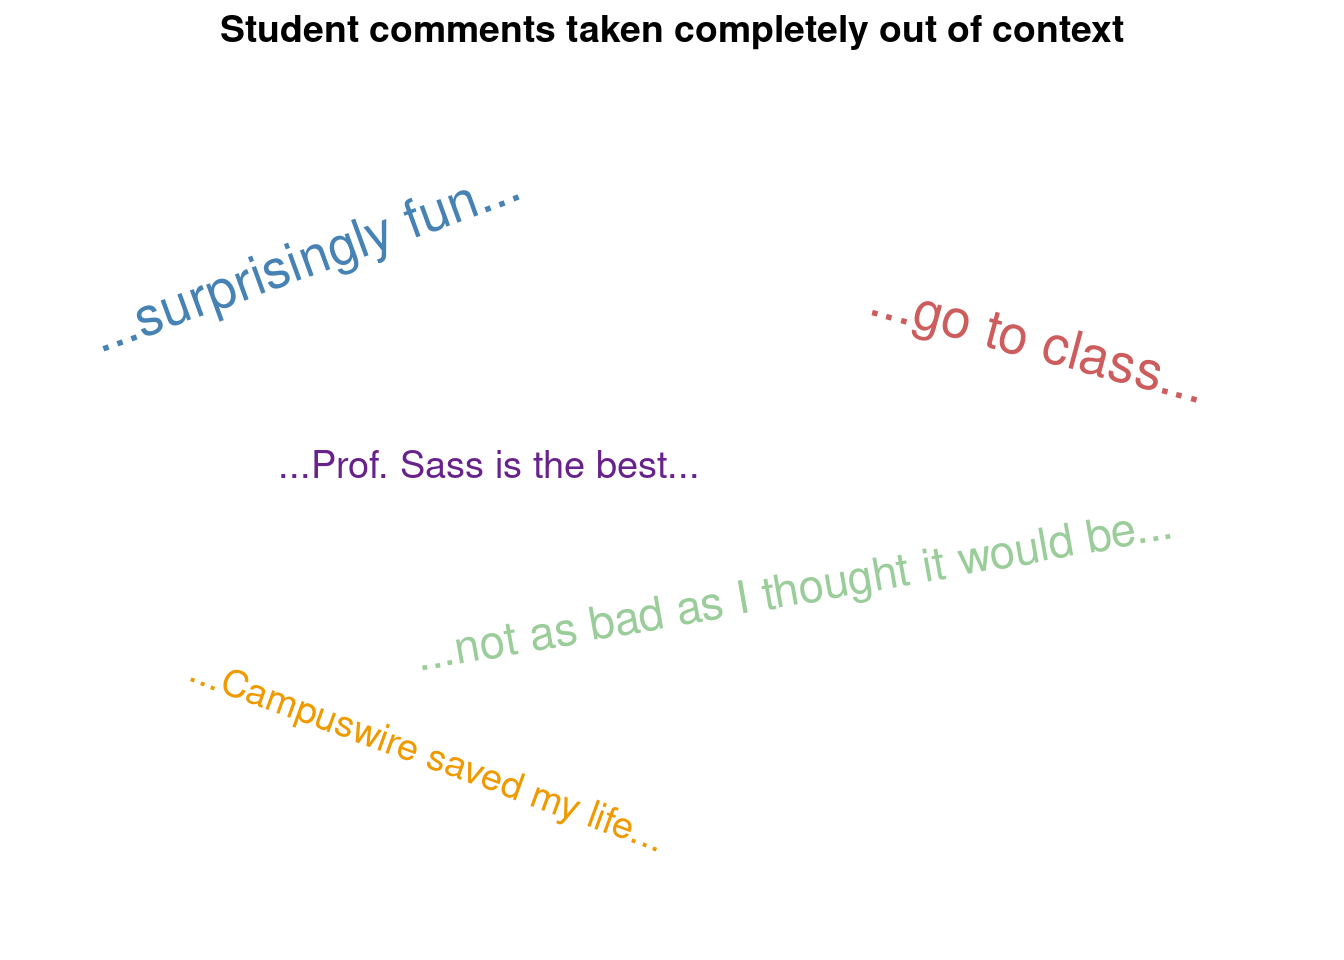 Student comments taken completely out of context
...surprisingly fun...
...go to class...
...Prof. Sass is the best...
...not as bad as I thought it would be...
...Campuswire saved my life...